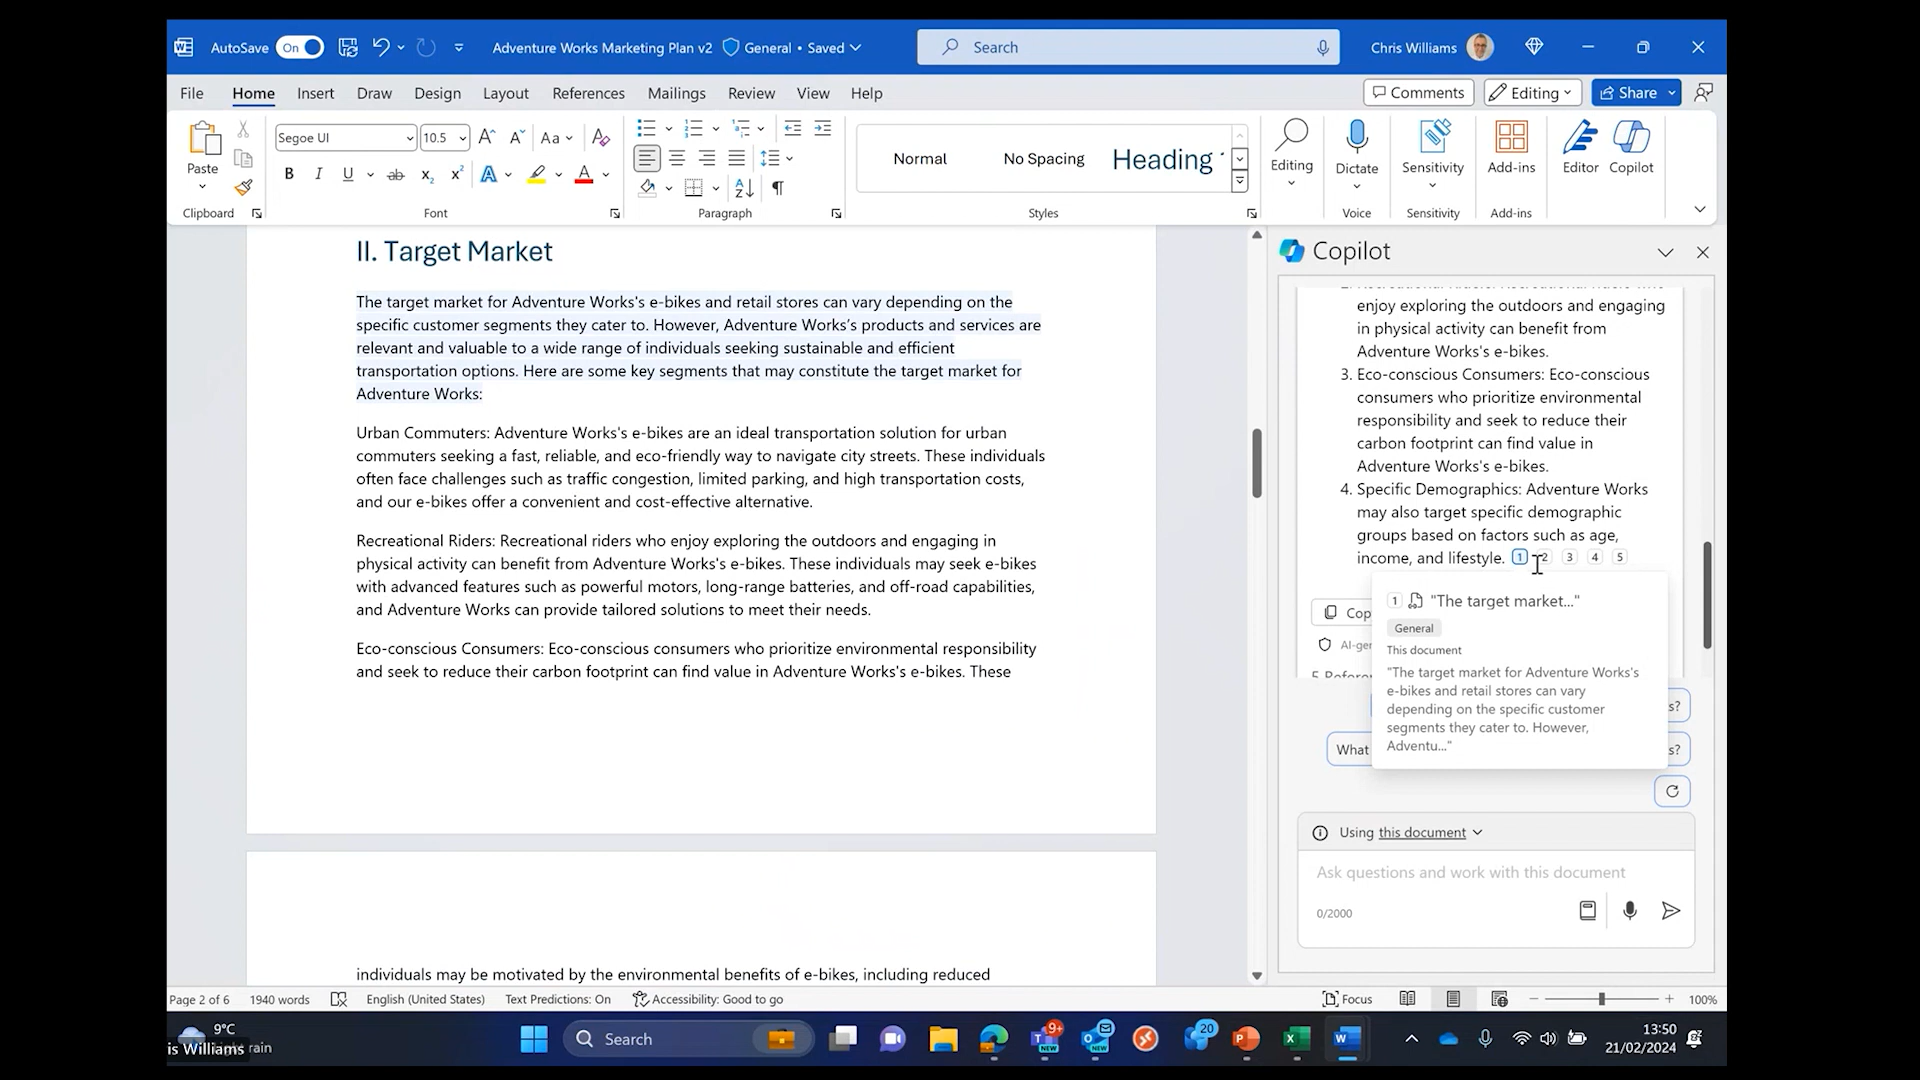 AutoSave On
Adventure Works Marketing Plan v2 General • Saved
Search
Chris Williams
File Home Insert Draw Design Layout References Mailings Review View Help
Comments Editing Share
Paste
Segoe UI 10.5
Normal No Spacing Heading
Editing Dictate Sensitivity Add-ins Editor Copilot
Clipboard Font Paragraph Styles Voice Sensitivity Add-ins
II. Target Market
The target market for Adventure Works's e-bikes and retail stores can vary depending on the
specific customer segments they cater to. However, Adventure Works’s products and services are
relevant and valuable to a wide range of individuals seeking sustainable and efficient
transportation options. Here are some key segments that may constitute the target market for
Adventure Works:
Urban Commuters: Adventure Works's e-bikes are an ideal transportation solution for urban
commuters seeking a fast, reliable, and eco-friendly way to navigate city streets. These individuals
often face challenges such as traffic congestion, limited parking, and high transportation costs,
and our e-bikes offer a convenient and cost-effective alternative.
Recreational Riders: Recreational riders who enjoy exploring the outdoors and engaging in
physical activity can benefit from Adventure Works's e-bikes. These individuals may seek e-bikes
with advanced features such as powerful motors, long-range batteries, and off-road capabilities,
and Adventure Works can provide tailored solutions to meet their needs.
Eco-conscious Consumers: Eco-conscious consumers who prioritize environmental responsibility
and seek to reduce their carbon footprint can find value in Adventure Works's e-bikes. These
individuals may be motivated by the environmental benefits of e-bikes, including reduced
Copilot
enjoy exploring the outdoors and engaging
in physical activity can benefit from
Adventure Works's e-bikes.
3. Eco-conscious Consumers: Eco-conscious
consumers who prioritize environmental
responsibility and seek to reduce their
carbon footprint can find value in
Adventure Works's e-bikes.
4. Specific Demographics: Adventure Works
may also target specific demographic
groups based on factors such as age,
income, and lifestyle. 1 2 3 4 5
1 "The target market..."
Cop
General
AI-ger
This document
"The target market for Adventure Works's
e-bikes and retail stores can vary
depending on the specific customer
segments they cater to. However,
Adventu..."
s?
What s?
Using this document
Ask questions and work with this document
0/2000
Page 2 of 6 1940 words English (United States) Text Predictions: On Accessibility: Good to go
Focus 100%
9°C
is Williams
rain
Search
9+
NEW
NEW
20
13:50
21/02/2024